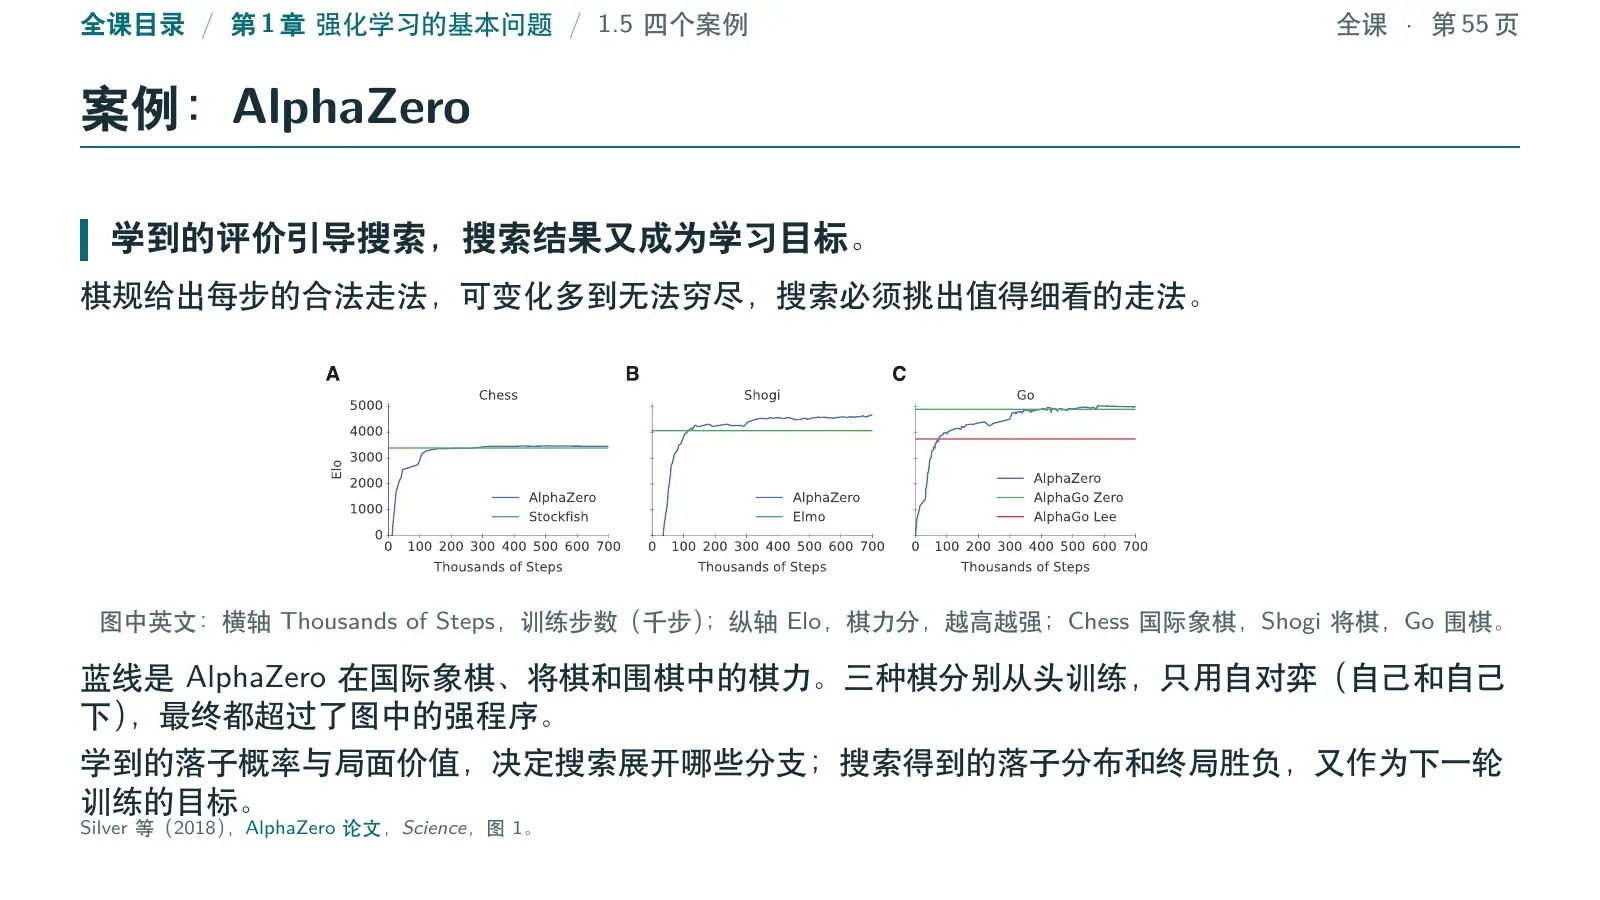 全课目录 / 第1章 强化学习的基本问题 / 1.5 四个案例
全课 · 第55页
案例：AlphaZero
学到的评价引导搜索，搜索结果又成为学习目标。
棋规给出每步的合法走法，可变化多到无法穷尽，搜索必须挑出值得细看的走法。
A
Chess
5000
4000
3000
2000
1000
0
Elo
AlphaZero
Stockfish
0 100 200 300 400 500 600 700
Thousands of Steps
B
Shogi
AlphaZero
Elmo
0 100 200 300 400 500 600 700
Thousands of Steps
C
Go
AlphaZero
AlphaGo Zero
AlphaGo Lee
0 100 200 300 400 500 600 700
Thousands of Steps
图中英文：横轴 Thousands of Steps，训练步数（千步）；纵轴 Elo，棋力分，越高越强；Chess 国际象棋，Shogi 将棋，Go 围棋。
蓝线是 AlphaZero 在国际象棋、将棋和围棋中的棋力。三种棋分别从头训练，只用自对弈（自己和自己
下），最终都超过了图中的强程序。
学到的落子概率与局面价值，决定搜索展开哪些分支；搜索得到的落子分布和终局胜负，又作为下一轮
训练的目标。
Silver 等（2018），AlphaZero 论文，Science，图 1。